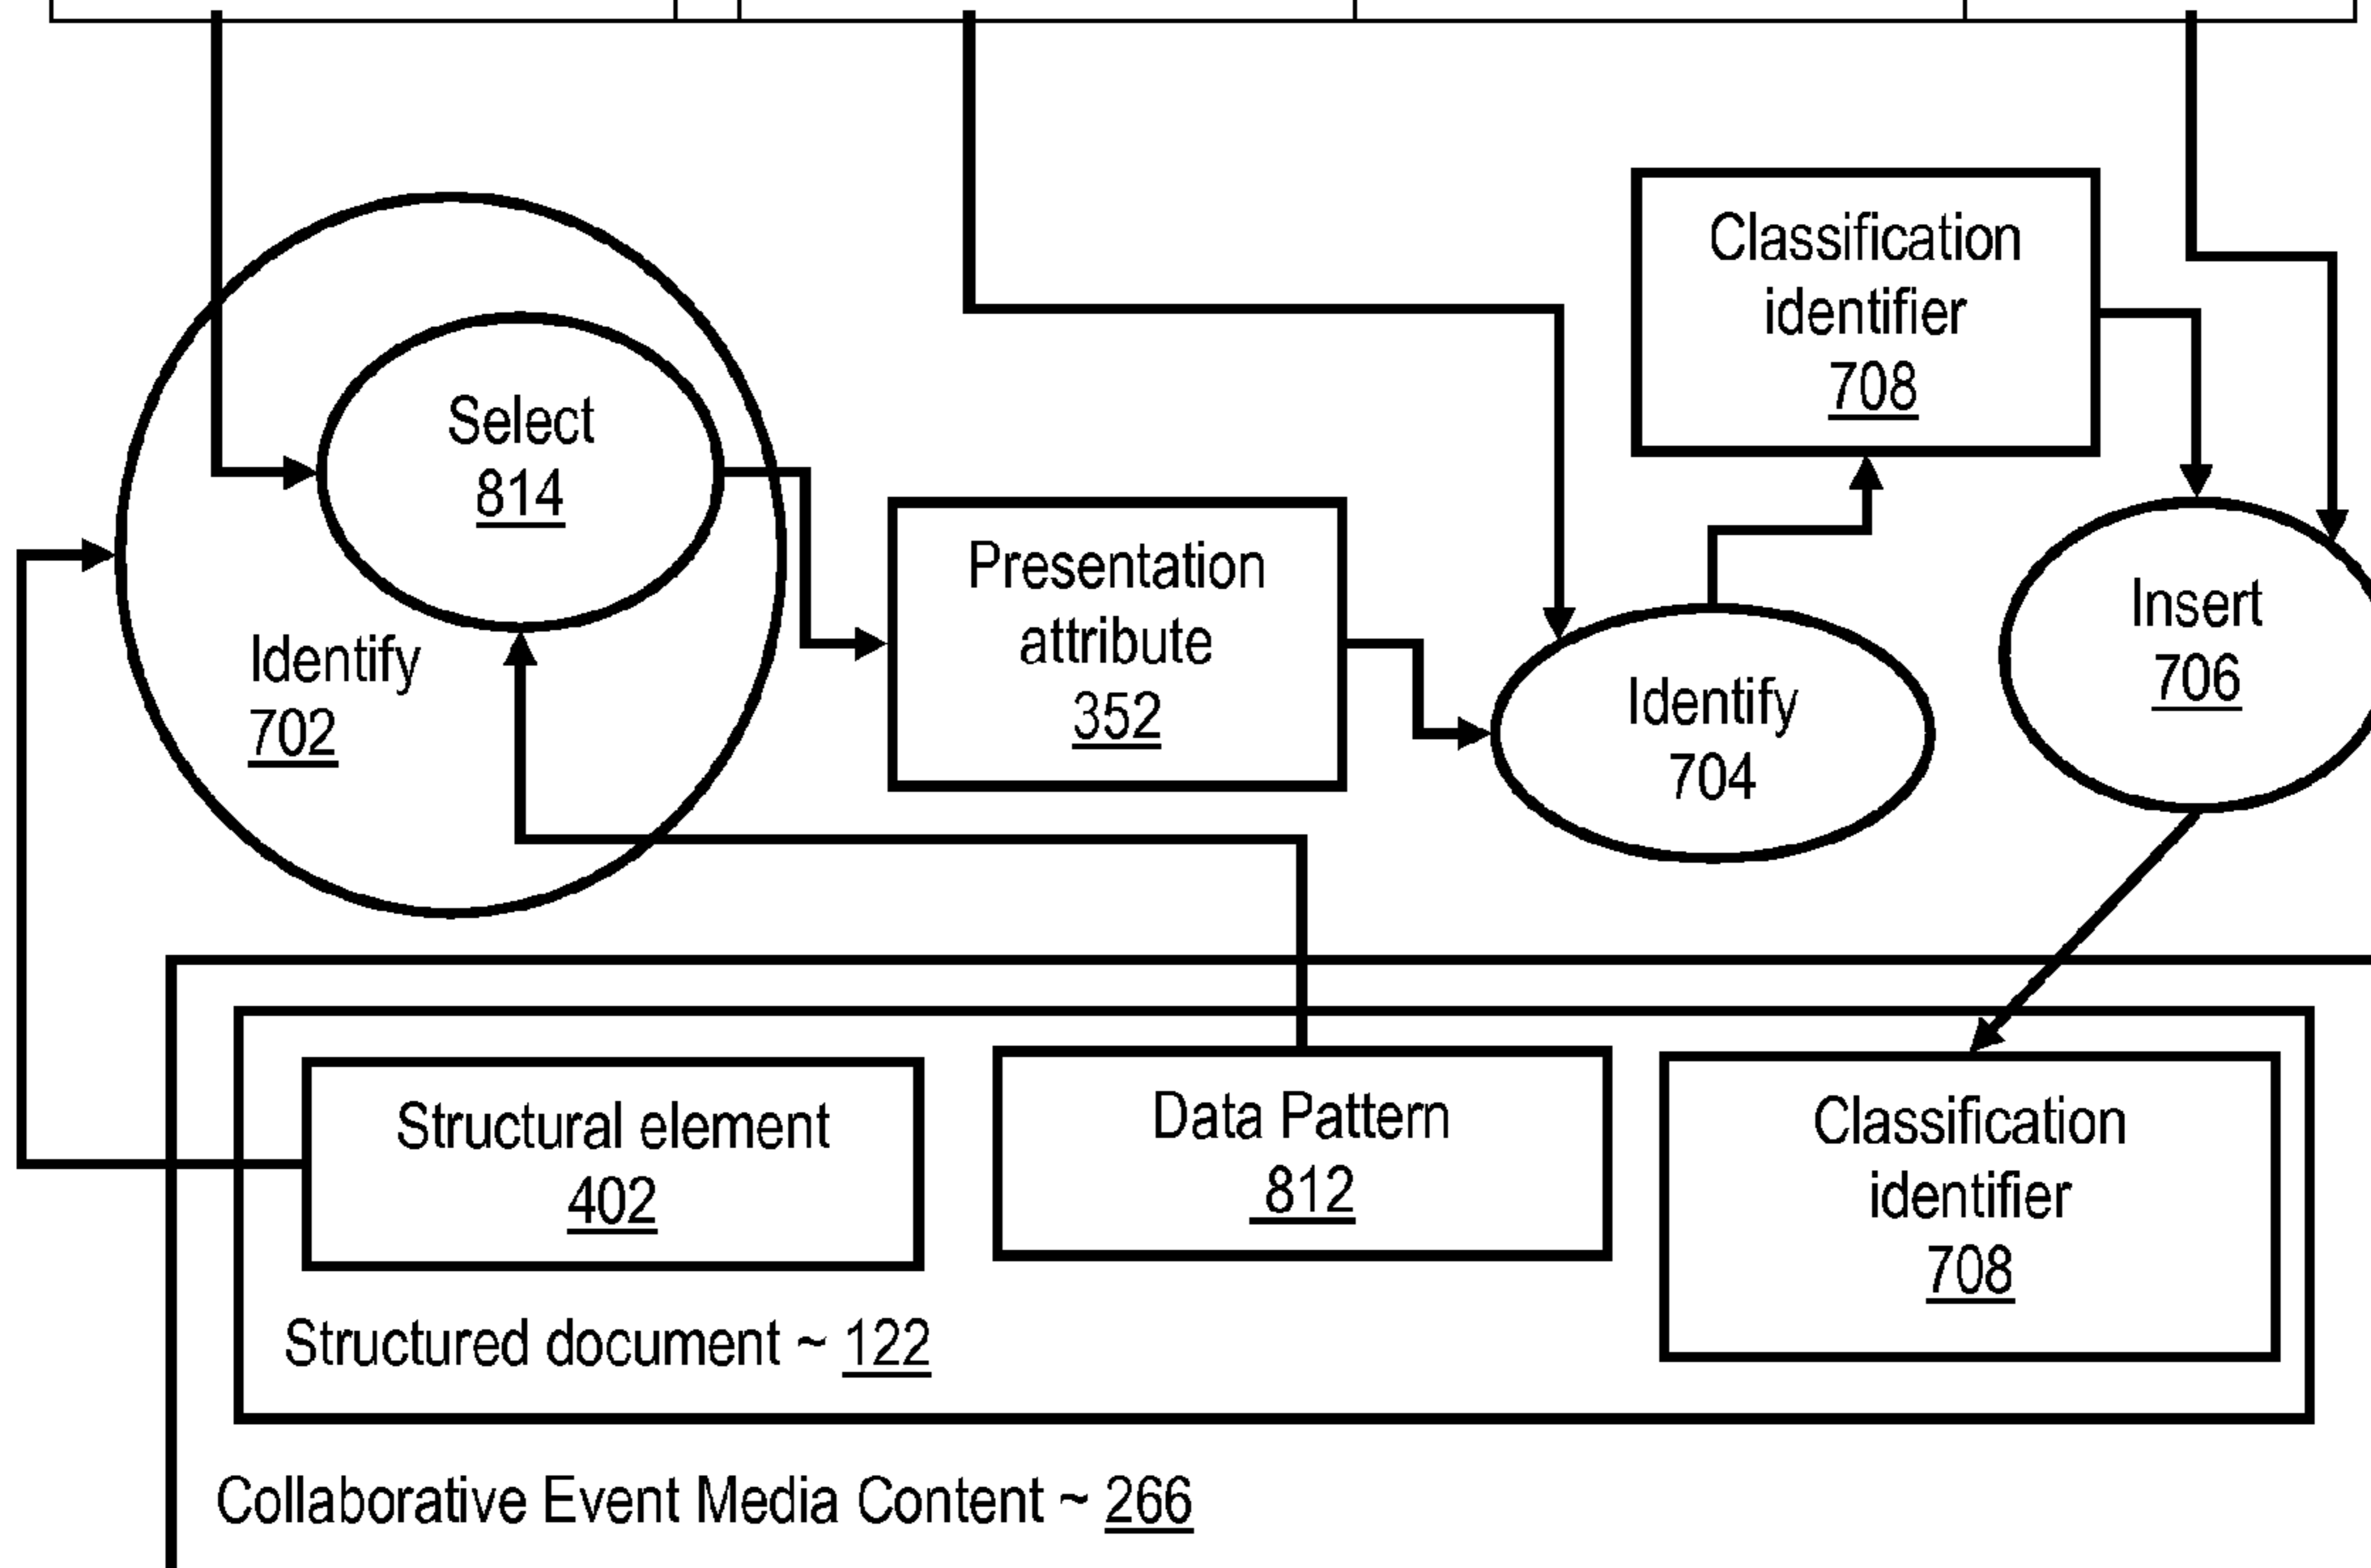 Classification
identifier
708
Select
814
Presentation
attribute
352
Insert
706
Identify
702
Identify
704
Structural element
402
Data Pattern
812
Classification
identifier
708
Structured document ~ 122
Collaborative Event Media Content ~ 266